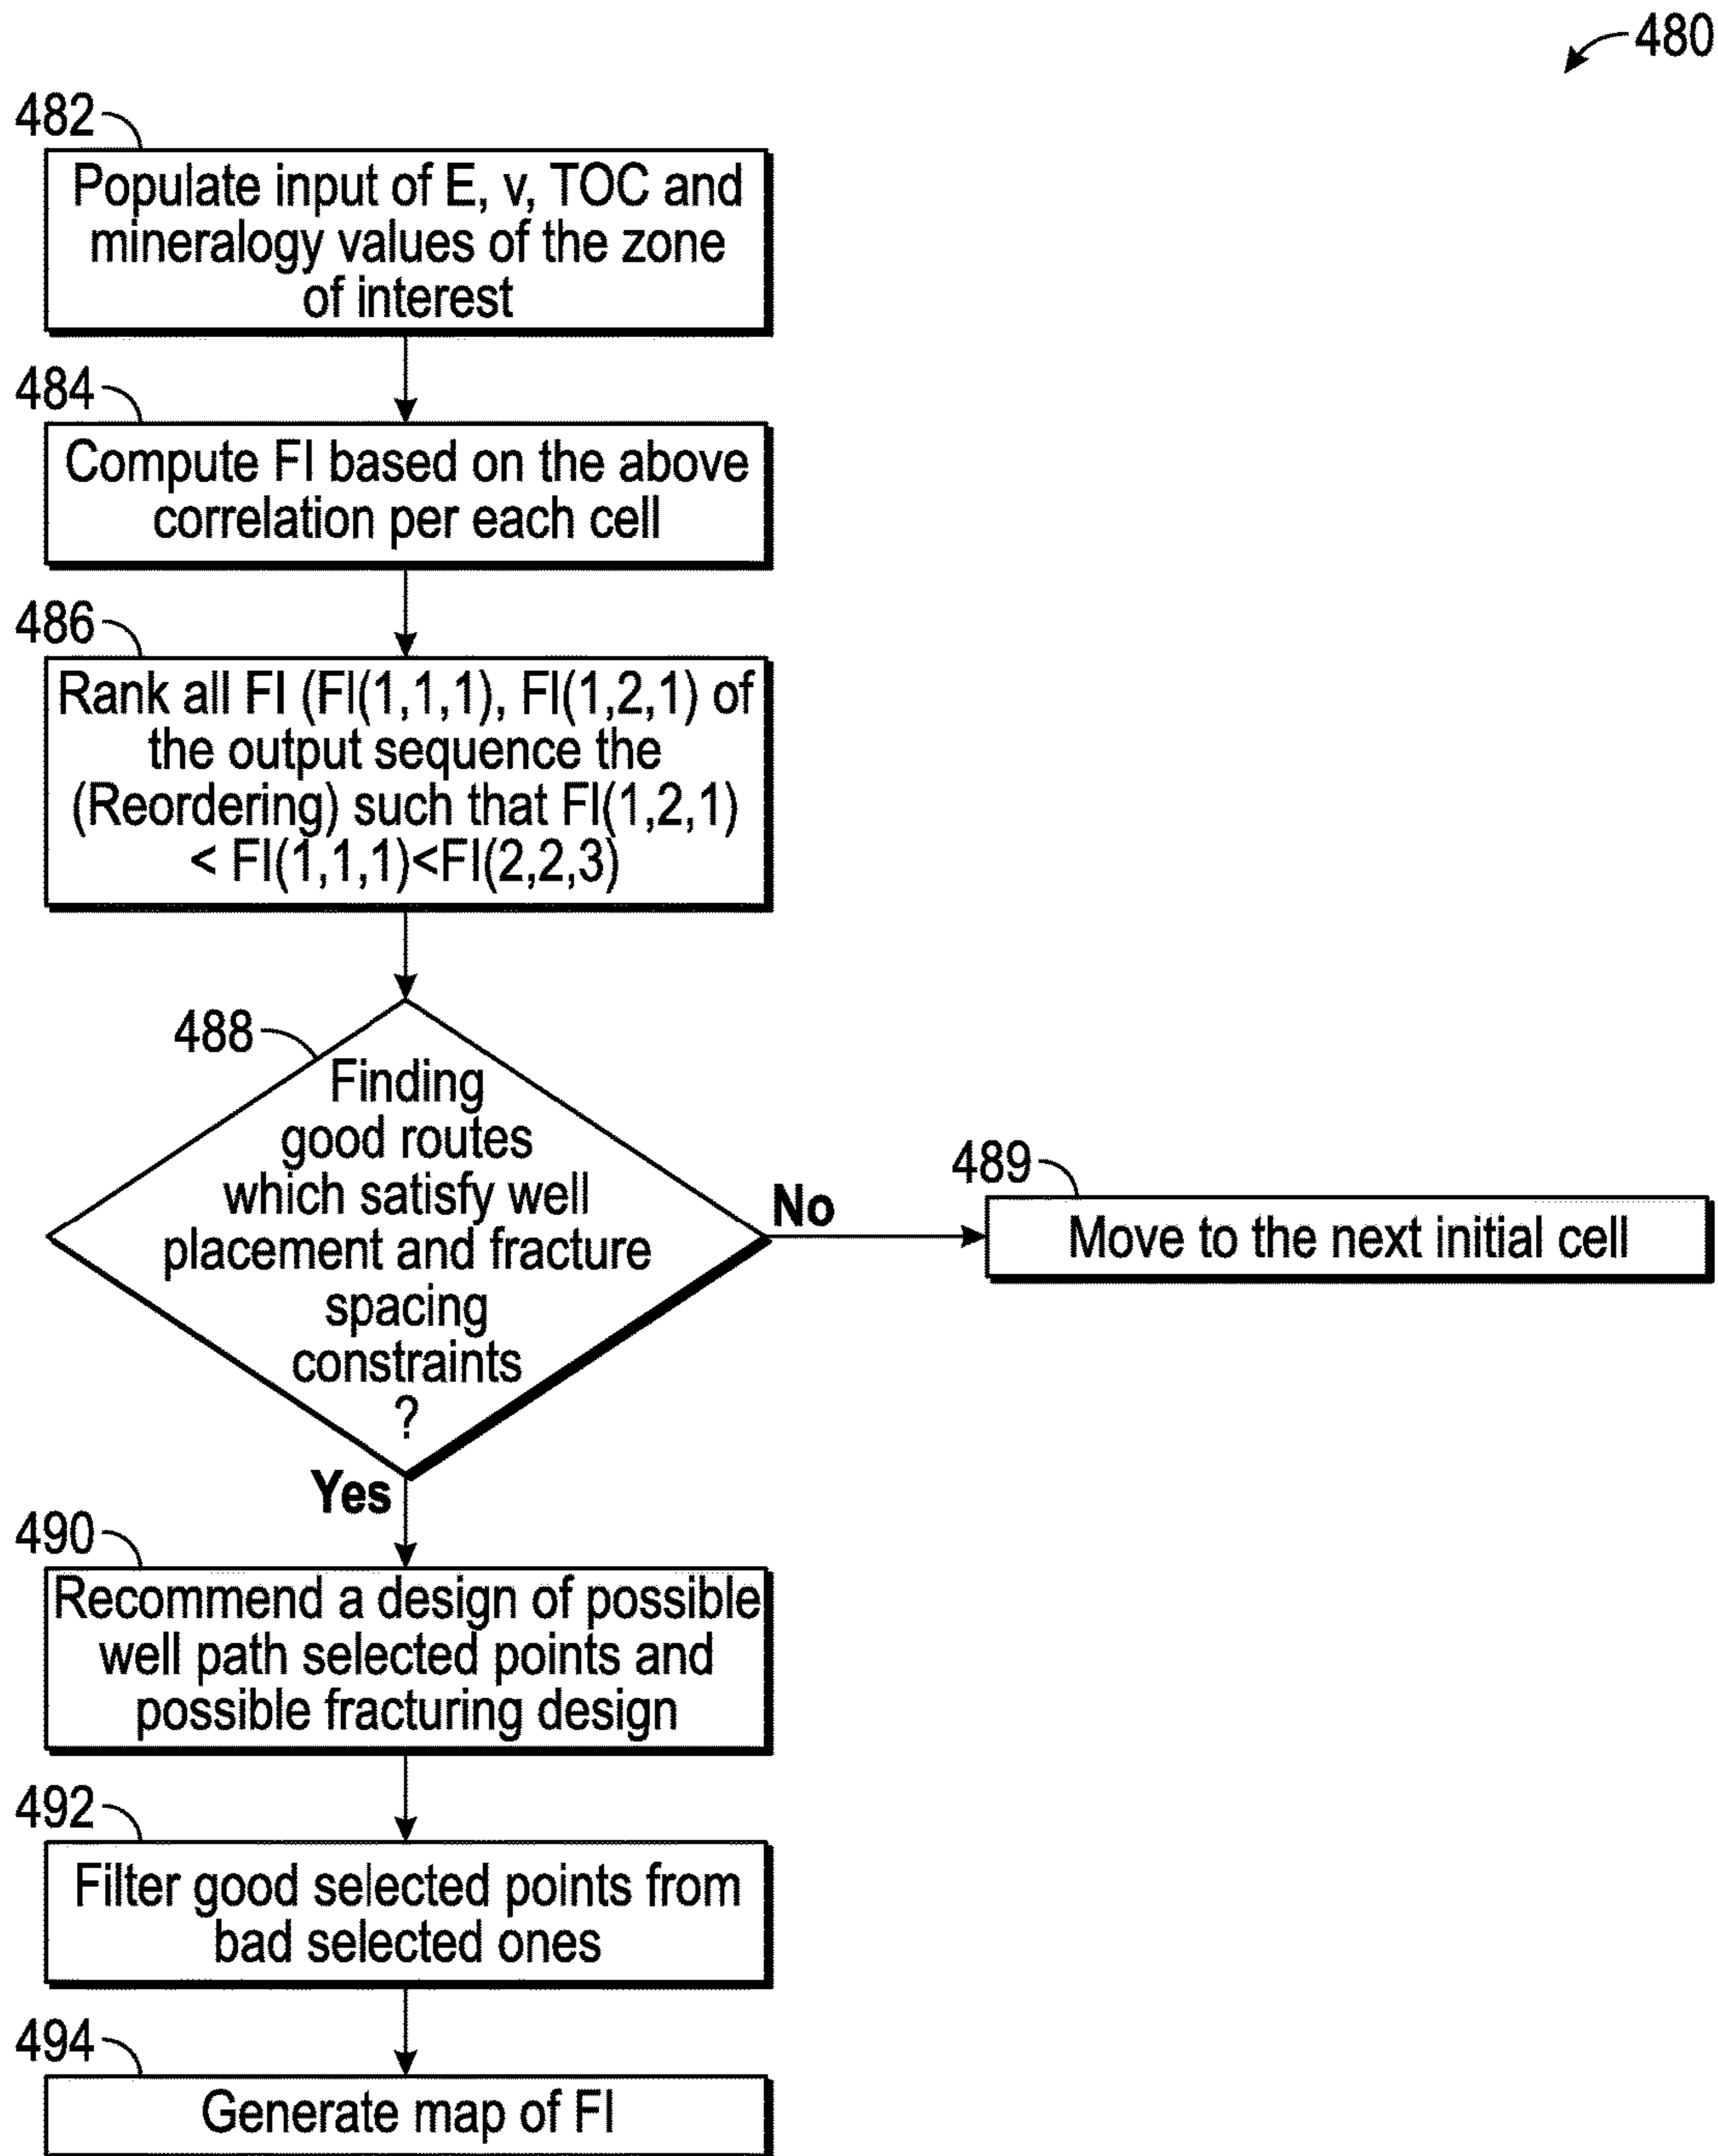 480
482
Populate input of E, v, TOC and
mineralogy values of the zone
of interest
484
Compute FI based on the above
correlation per each cell
486
Rank all FI (FI(1,1,1), FI(1,2,1) of
the output sequence the
(Reordering) such that FI(1,2,1)
< FI(1,1,1)<FI(2,2,3)
488
Finding
good routes
which satisfy well
placement and fracture
spacing
constraints
?
No
489
Move to the next initial cell
Yes
490
Recommend a design of possible
well path selected points and
possible fracturing design
492
Filter good selected points from
bad selected ones
494
Generate map of FI